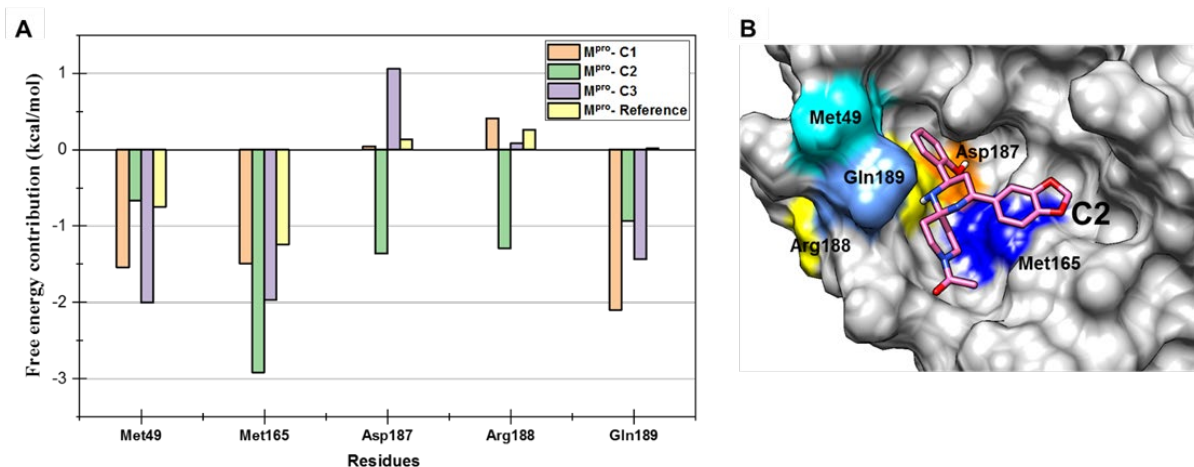 A
Free energy contribution (kcal/mol)
1
0
-1
-2
-3
Mᵖʳᵒ- C1
Mᵖʳᵒ- C2
Mᵖʳᵒ- C3
Mᵖʳᵒ- Reference
Met49
Met165
Asp187
Arg188
Gln189
Residues
B
Met49
Asp187
Gln189
C2
Arg188
Met165